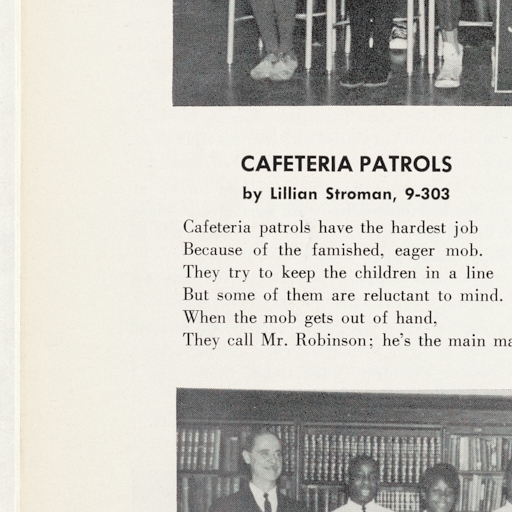 CAFETERIA PATROLS
by Lillian Stroman, 9-303
Cafeteria patrols have the hardest job
Because of the famished, eager mob.
They try to keep the children in a line
But some of them are reluctant to mind.
When the mob gets out of hand,
They call Mr. Robinson; he's the main